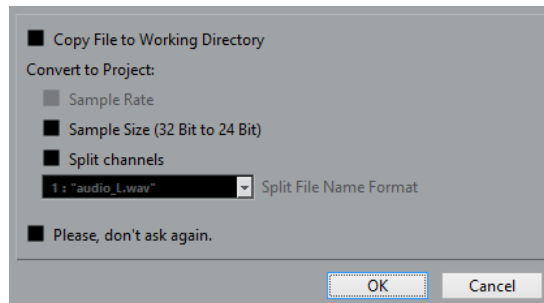 Copy File to Working Directory
Convert to Project:
Sample Rate
Sample Size (32 Bit to 24 Bit)
Split channels
1 : "audio_L.wav" Split File Name Format
Please, don't ask again.
OK Cancel